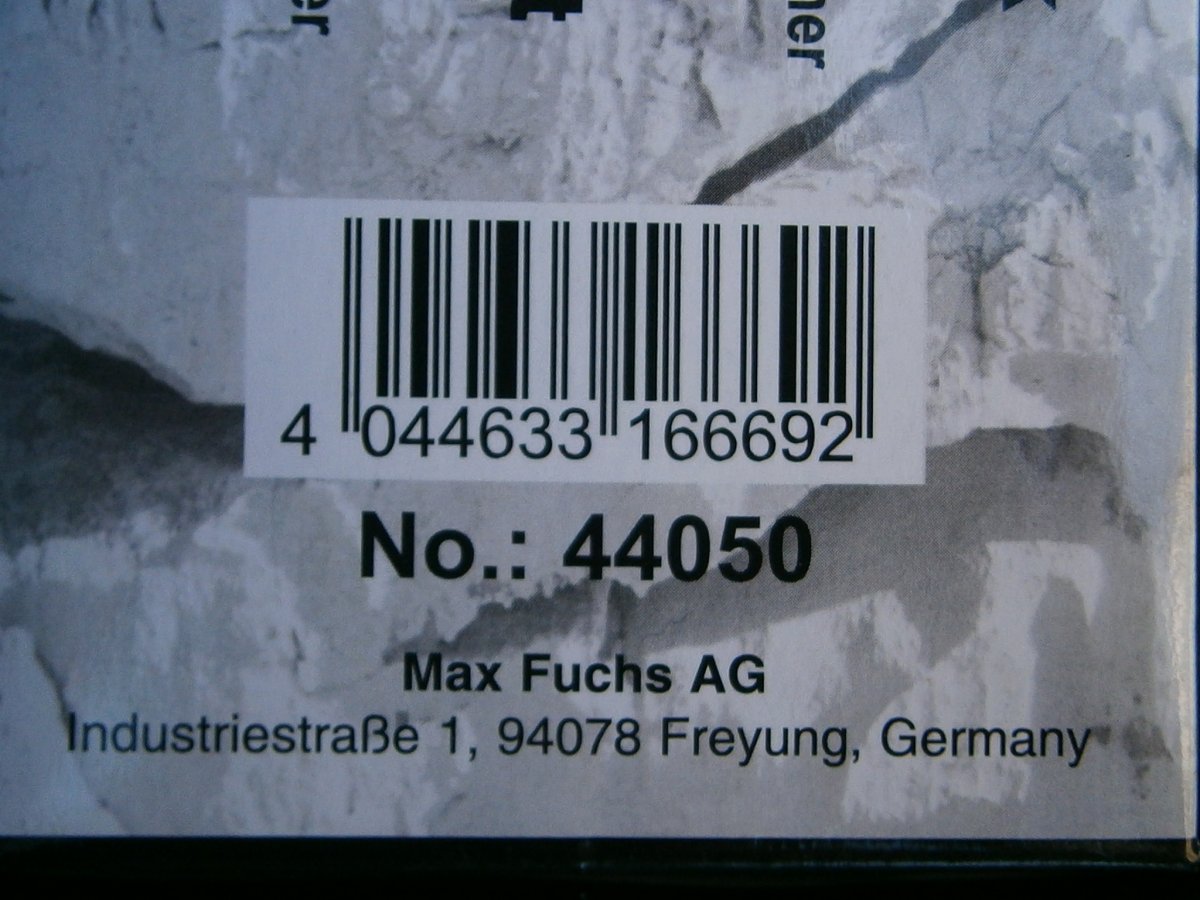 4 044633 166692
No.: 44050
Max Fuchs AG
Industriestraße 1, 94078 Freyung, Germany